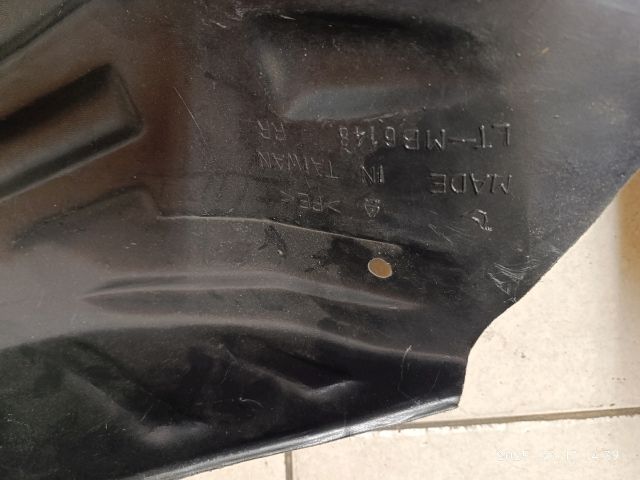 MADE
IN TAIWAN
LT-MB6148
RR
>PE<